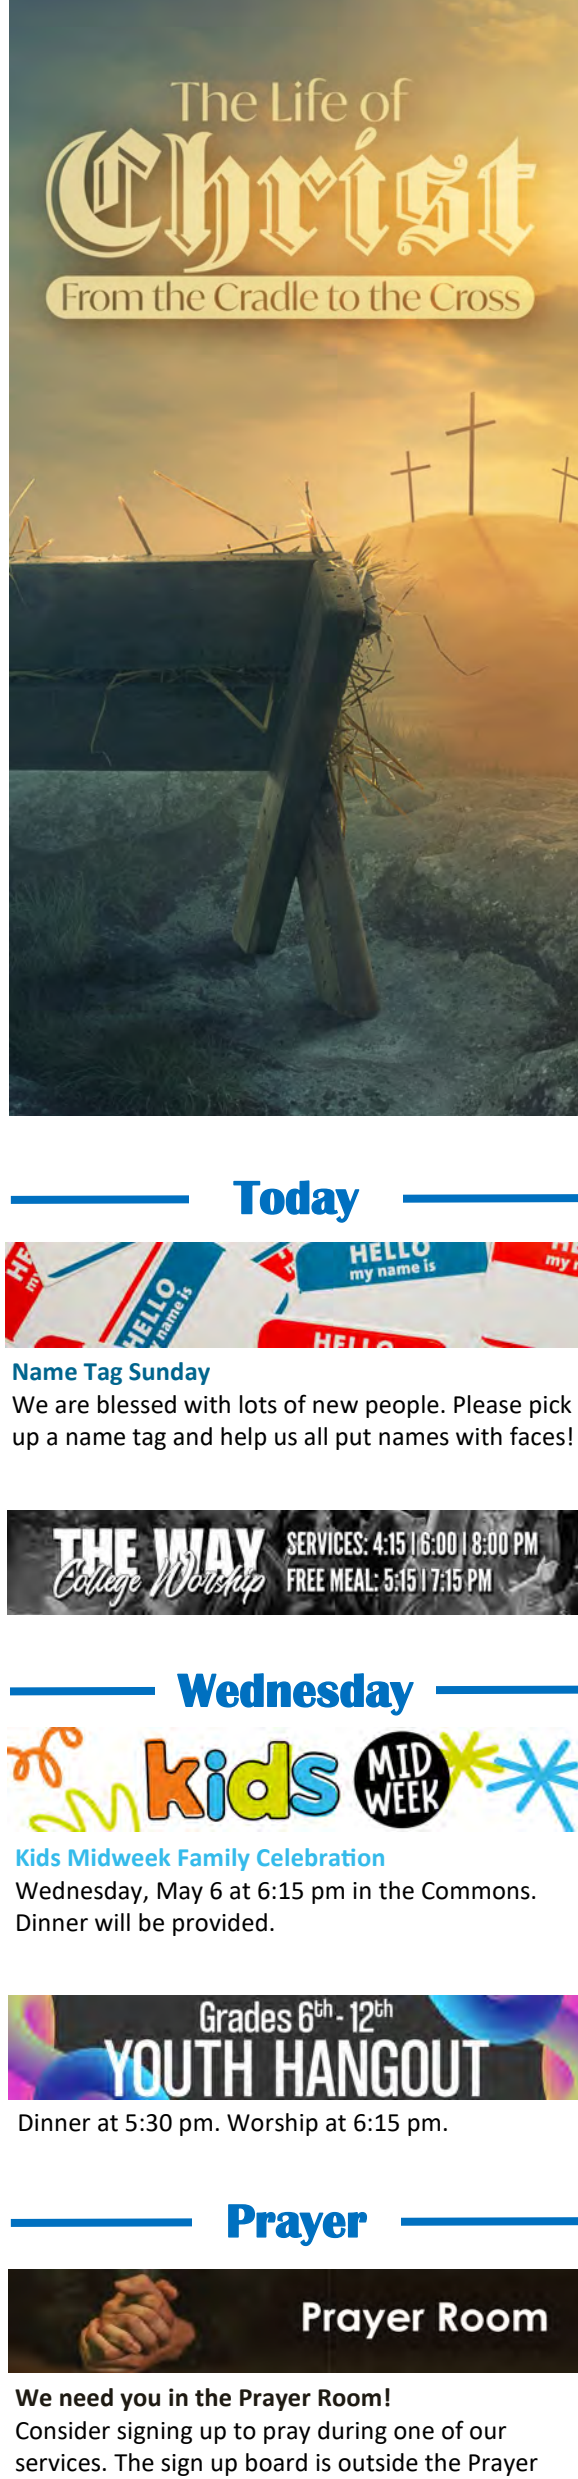 The Life of
Christ
From the Cradle to the Cross
Today
HELLO
my name is
HELLO
my name is
HELLO
Name Tag Sunday
We are blessed with lots of new people. Please pick
up a name tag and help us all put names with faces!
THE WAY
College Worship
SERVICES: 4:15 | 6:00 | 8:00 PM
FREE MEAL: 5:15 | 7:15 PM
Wednesday
kids
MID
WEEK
Kids Midweek Family Celebration
Wednesday, May 6 at 6:15 pm in the Commons.
Dinner will be provided.
Grades 6th - 12th
YOUTH HANGOUT
Dinner at 5:30 pm. Worship at 6:15 pm.
Prayer
Prayer Room
We need you in the Prayer Room!
Consider signing up to pray during one of our
services. The sign up board is outside the Prayer